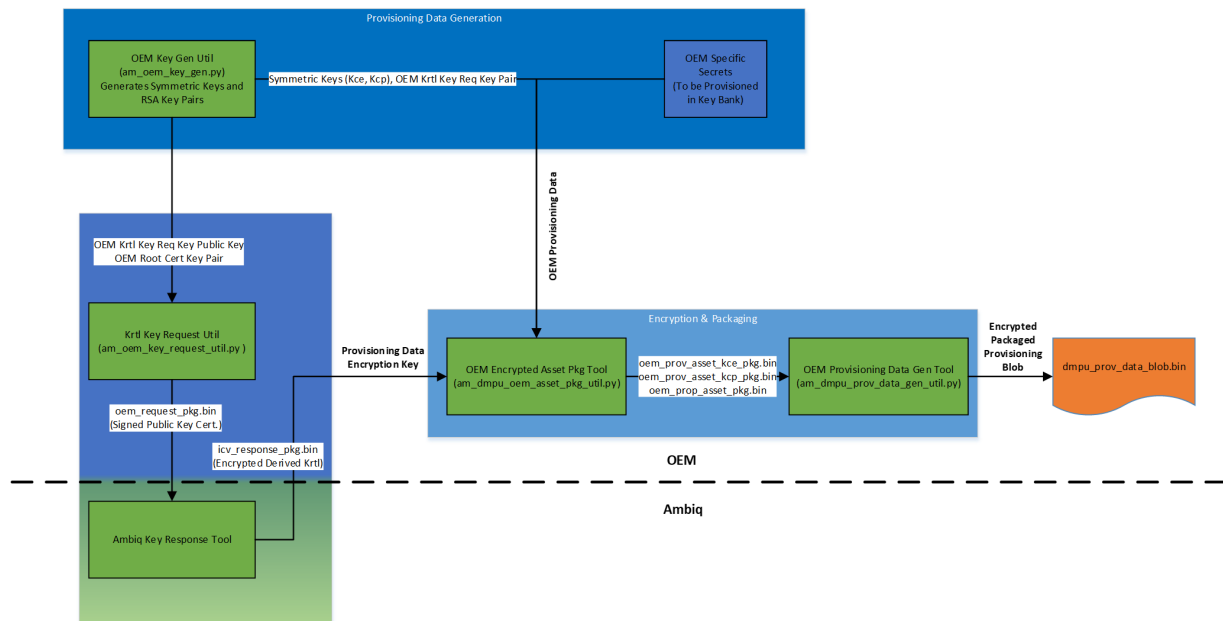 Provisioning Data Generation
OEM Key Gen Util
(am_oem_key_gen.py)
Generates Symmetric Keys and
RSA Key Pairs
Symmetric Keys (Kce, Kcp), OEM Krtl Key Req Key Pair
OEM Specific
Secrets
(To be Provisioned
in Key Bank)
OEM Provisioning Data
OEM Krtl Key Req Key Public Key
OEM Root Cert Key Pair
Krtl Key Request Util
(am_oem_key_request_util.py )
oem_request_pkg.bin
(Signed Public Key Cert.)
Ambiq Key Response Tool
icv_response_pkg.bin
(Encrypted Derived Krtl)
Provisioning Data
Encryption Key
Encryption & Packaging
OEM Encrypted Asset Pkg Tool
(am_dmpu_oem_asset_pkg_util.py)
oem_prov_asset_kce_pkg.bin
oem_prov_asset_kcp_pkg.bin
oem_prop_asset_pkg.bin
OEM Provisioning Data Gen Tool
(am_dmpu_prov_data_gen_util.py)
Encrypted
Packaged
Provisioning
Blob
dmpu_prov_data_blob.bin
OEM
Ambiq